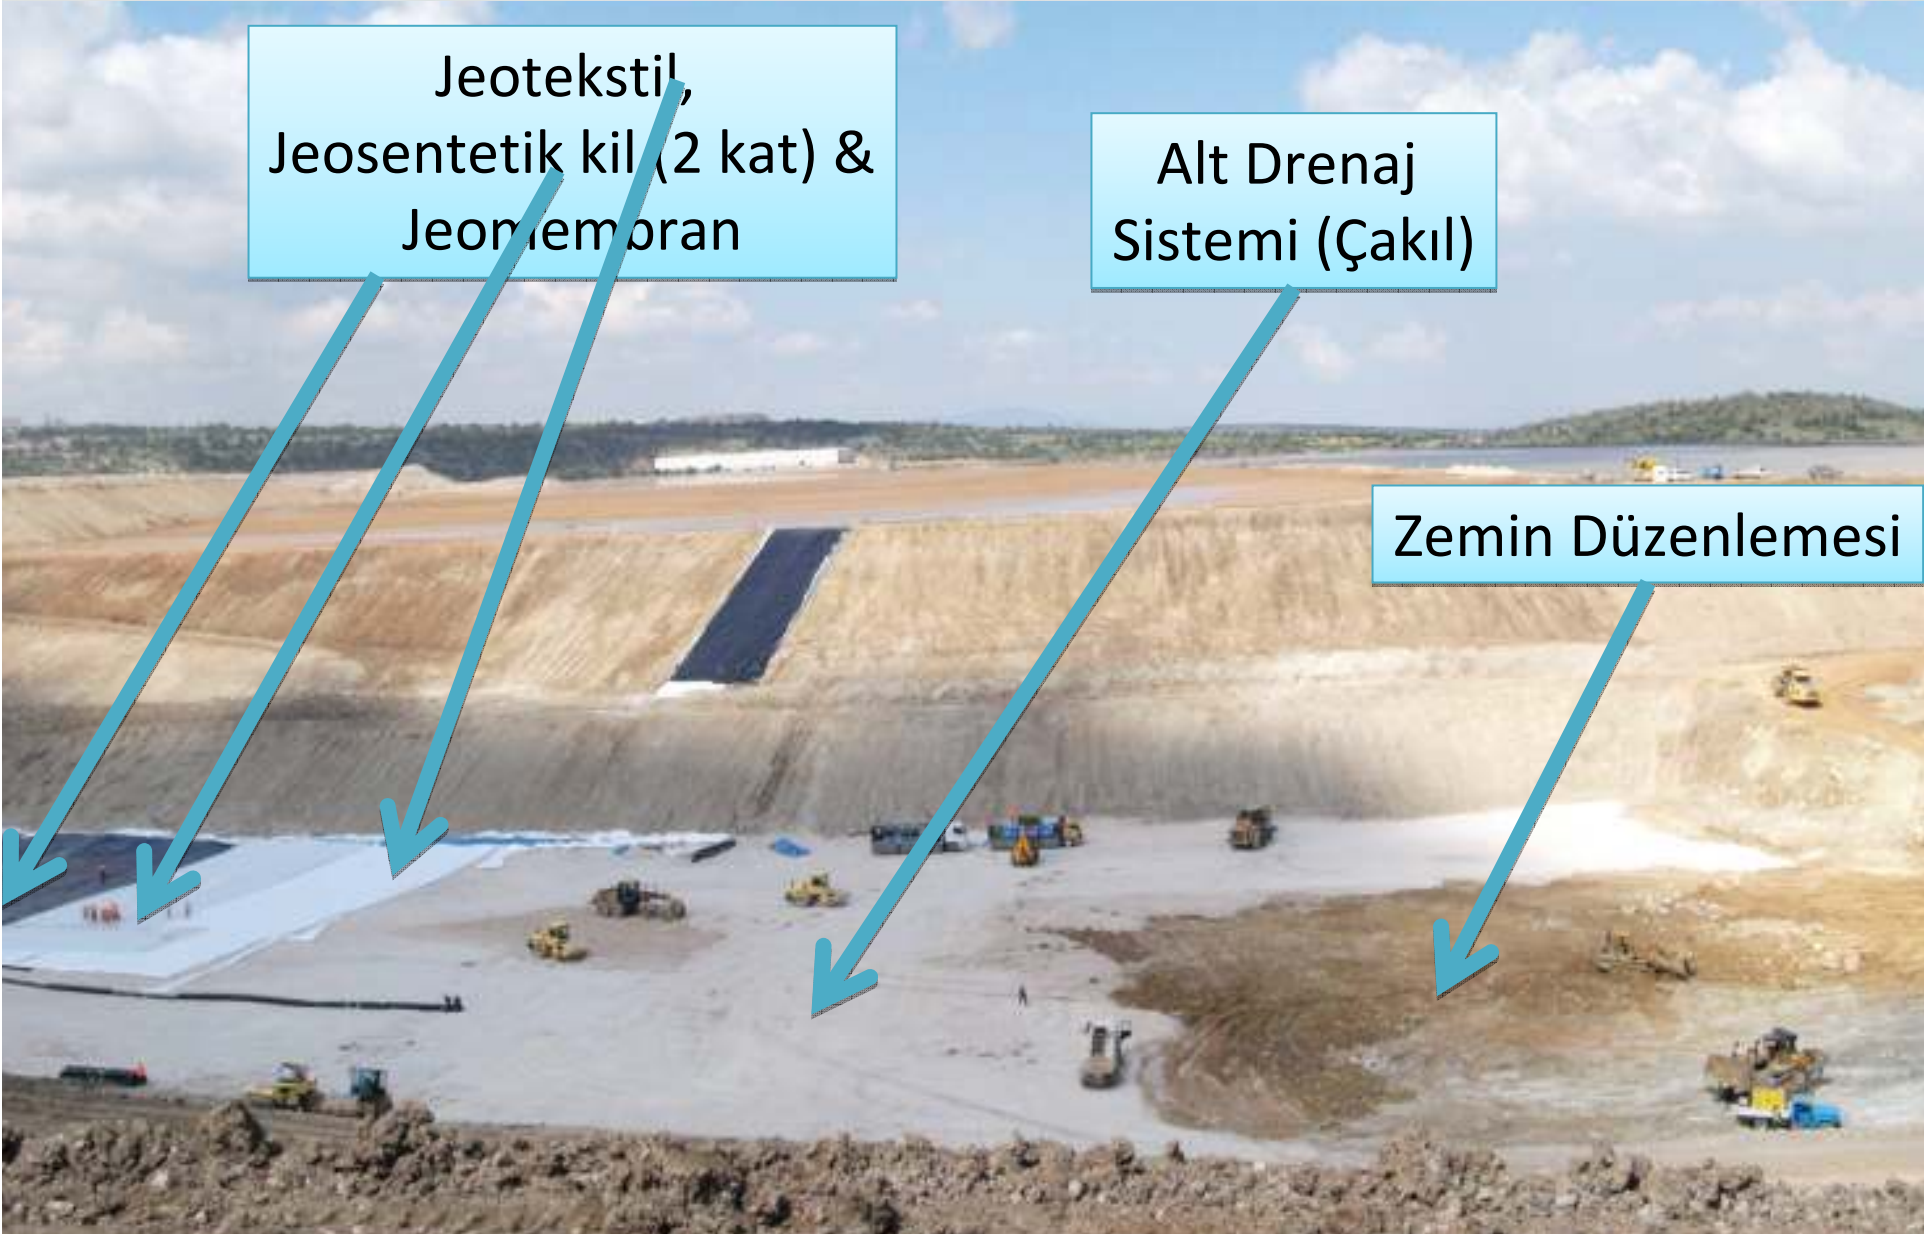 Jeotekstil,
Jeosentetik kil (2 kat) &
Jeomembran
Alt Drenaj
Sistemi (Çakıl)
Zemin Düzenlemesi